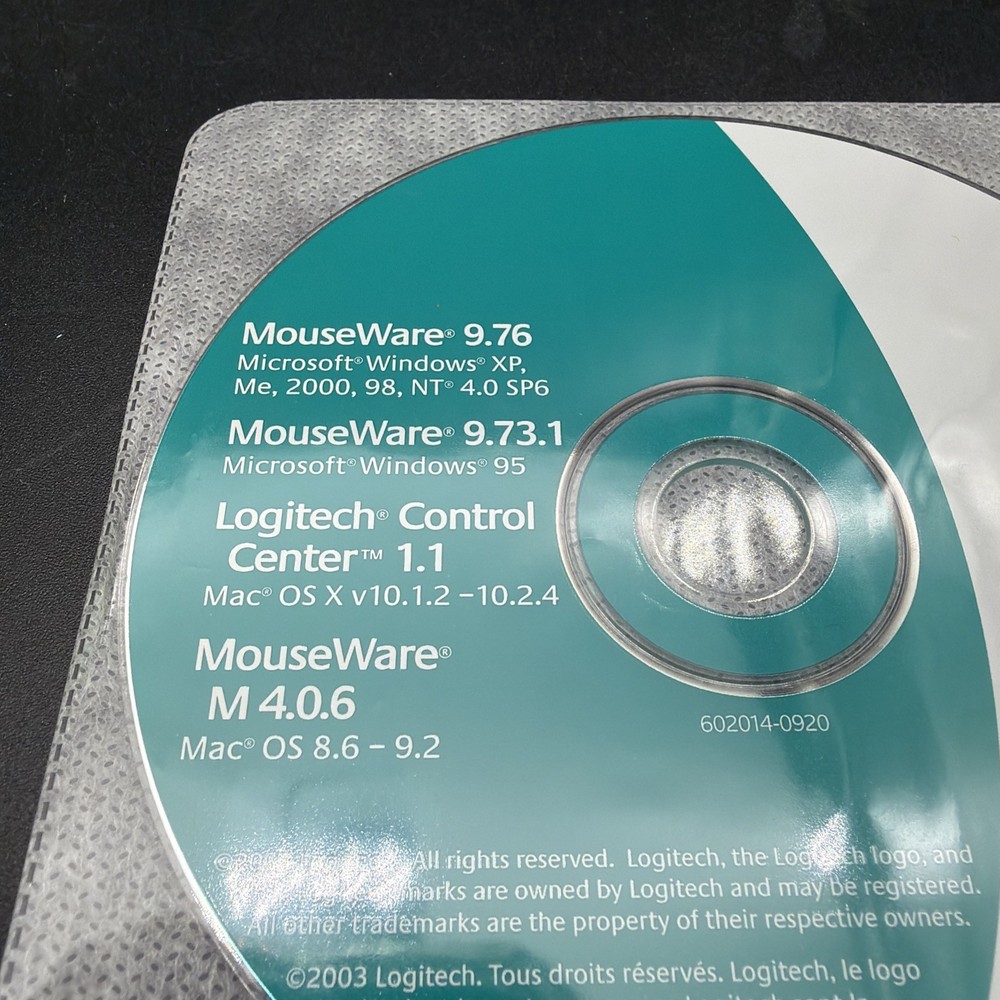 MouseWare® 9.76
Microsoft® Windows® XP,
Me, 2000, 98, NT® 4.0 SP6
MouseWare® 9.73.1
Microsoft® Windows® 95
Logitech® Control
Center™ 1.1
Mac® OS X v10.1.2 –10.2.4
MouseWare®
M 4.0.6
Mac® OS 8.6 – 9.2
602014-0920
All rights reserved. Logitech, the Logitech logo, and
marks are owned by Logitech and may be registered.
All other trademarks are the property of their respective owners.
©2003 Logitech. Tous droits réservés. Logitech, le logo